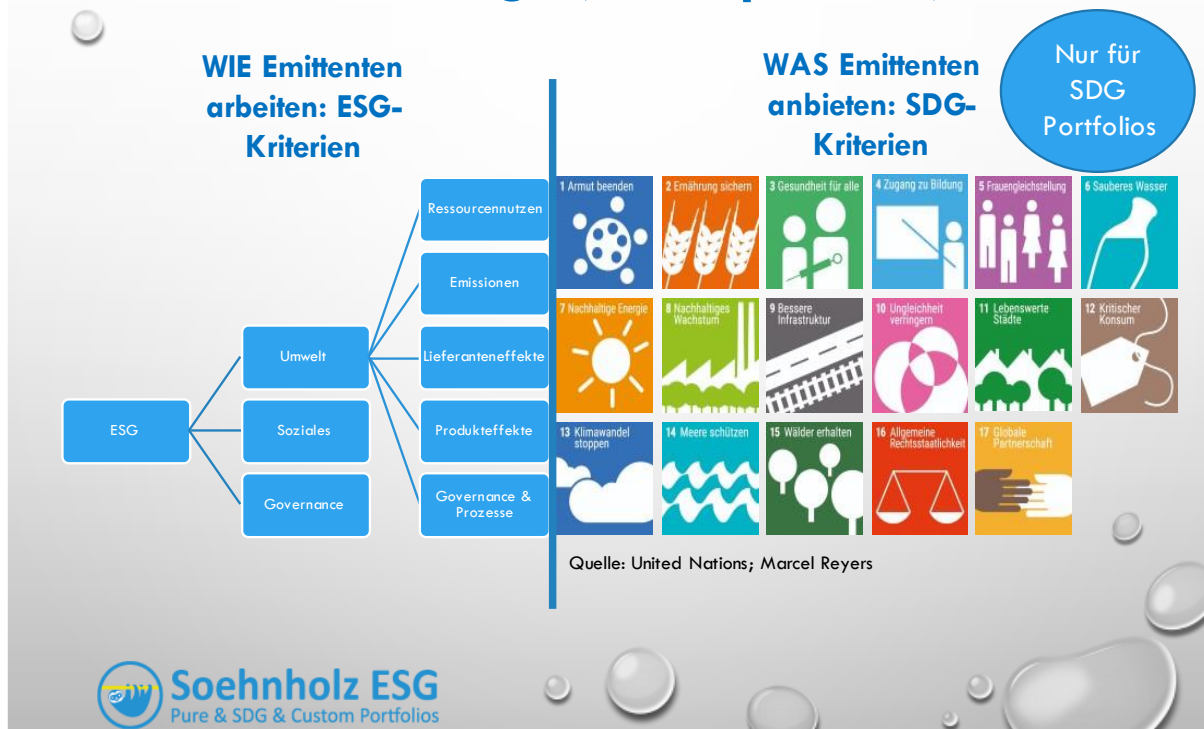 WIE Emittenten
arbeiten: ESG-
Kriterien
WAS Emittenten
anbieten: SDG-
Kriterien
Nur für
SDG
Portfolios
ESG
Umwelt
Soziales
Governance
Ressourcennutzen
Emissionen
Lieferanteneffekte
Produkteffekte
Governance &
Prozesse
1 Armut beenden
2 Ernährung sichern
3 Gesundheit für alle
4 Zugang zu Bildung
5 Frauengleichstellung
6 Sauberes Wasser
7 Nachhaltige Energie
8 Nachhaltiges
Wachstum
9 Bessere
Infrastruktur
10 Ungleichheit
verringern
11 Lebenswerte
Städte
12 Kritischer
Konsum
13 Klimawandel
stoppen
14 Meere schützen
15 Wälder erhalten
16 Allgemeine
Rechtsstaatlichkeit
17 Globale
Partnerschaft
Quelle: United Nations; Marcel Reyers
Soehnholz ESG
Pure & SDG & Custom Portfolios